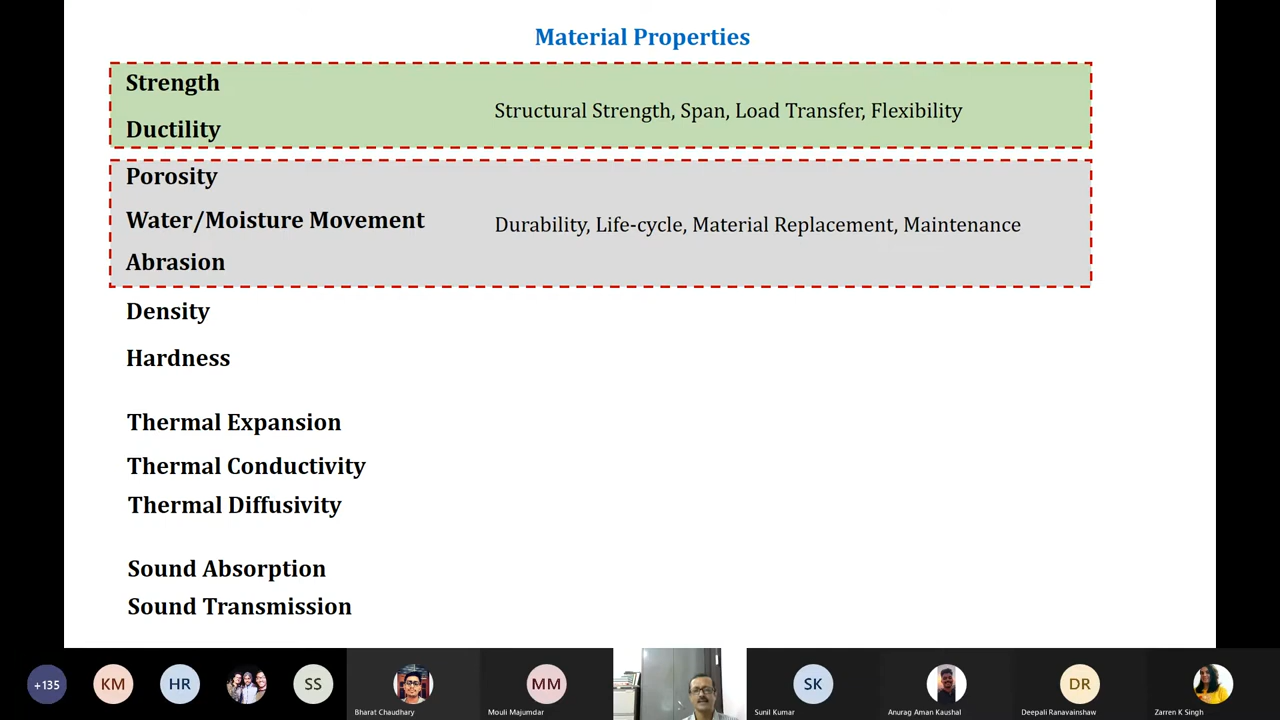 Material Properties
Strength
Structural Strength, Span, Load Transfer, Flexibility
Ductility
Porosity
Water/Moisture Movement
Durability, Life-cycle, Material Replacement, Maintenance
Abrasion
Density
Hardness
Thermal Expansion
Thermal Conductivity
Thermal Diffusivity
Sound Absorption
Sound Transmission
+135
KM
HR
SS
MM
SK
DR
Bharat Chaudhary
Mouli Majumdar
Sunil Kumar
Anurag Aman Kaushal
Deepali Ranavainshaw
Zarren K Singh